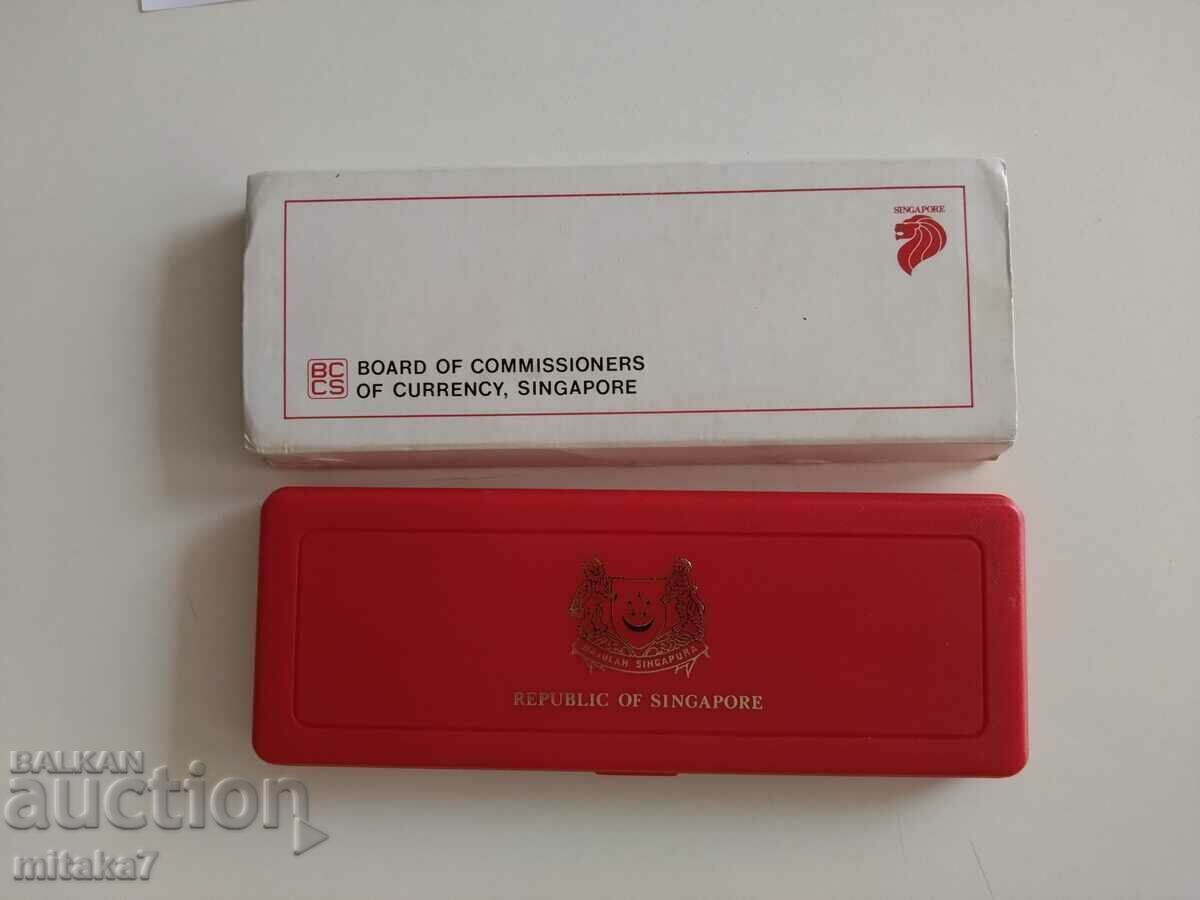 SINGAPORE
BC
CS
BOARD OF COMMISSIONERS
OF CURRENCY, SINGAPORE
MAJULAH SINGAPURA
REPUBLIC OF SINGAPORE
BALKAN
auction
mitaka7